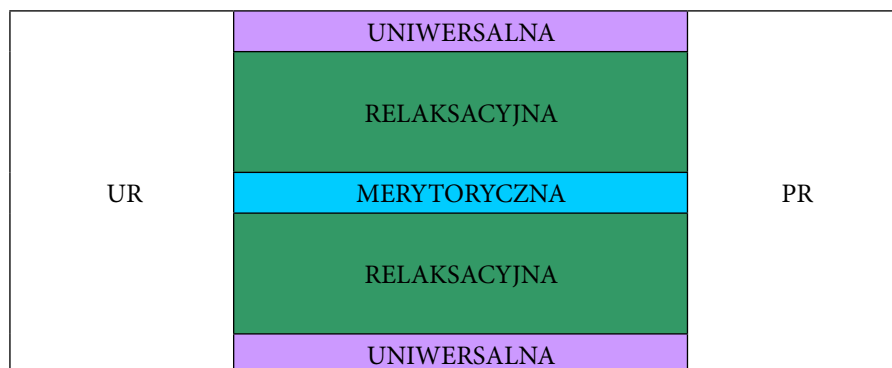 UNIWERSALNA
RELAKSACYJNA
UR
MERYTORYCZNA
PR
RELAKSACYJNA
UNIWERSALNA